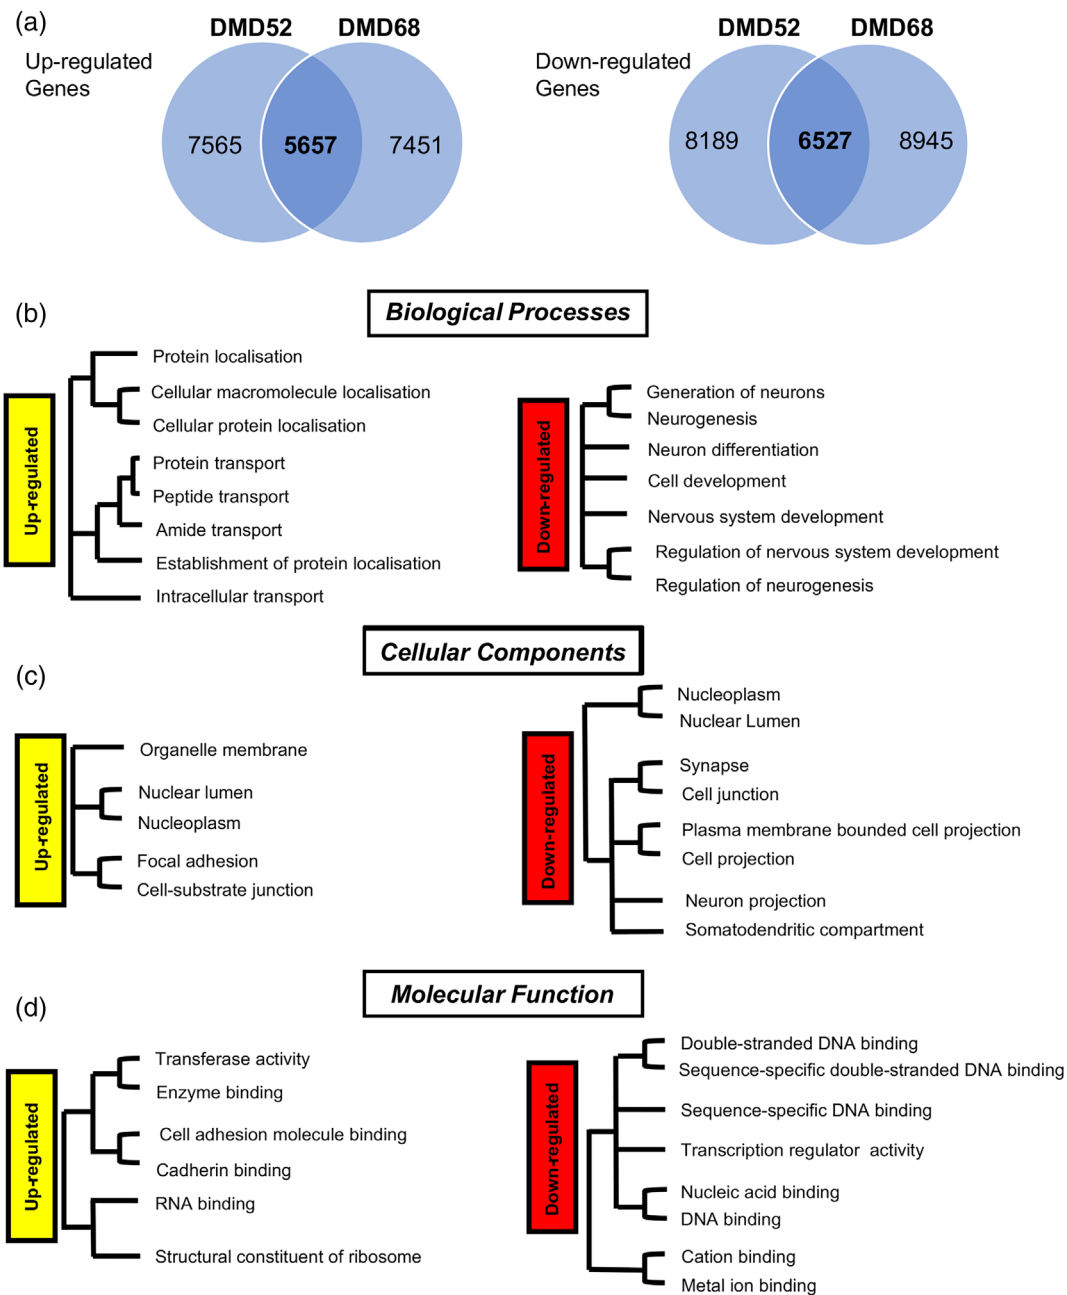 (a)
DMD52 DMD68
Up-regulated
Genes
7565 5657 7451
DMD52 DMD68
Down-regulated
Genes
8189 6527 8945
(b)
Biological Processes
Up-regulated
Protein localisation
Cellular macromolecule localisation
Cellular protein localisation
Protein transport
Peptide transport
Amide transport
Establishment of protein localisation
Intracellular transport
Down-regulated
Generation of neurons
Neurogenesis
Neuron differentiation
Cell development
Nervous system development
Regulation of nervous system development
Regulation of neurogenesis
(c)
Cellular Components
Up-regulated
Organelle membrane
Nuclear lumen
Nucleoplasm
Focal adhesion
Cell-substrate junction
Down-regulated
Nucleoplasm
Nuclear Lumen
Synapse
Cell junction
Plasma membrane bounded cell projection
Cell projection
Neuron projection
Somatodendritic compartment
(d)
Molecular Function
Up-regulated
Transferase activity
Enzyme binding
Cell adhesion molecule binding
Cadherin binding
RNA binding
Structural constituent of ribosome
Down-regulated
Double-stranded DNA binding
Sequence-specific double-stranded DNA binding
Sequence-specific DNA binding
Transcription regulator activity
Nucleic acid binding
DNA binding
Cation binding
Metal ion binding